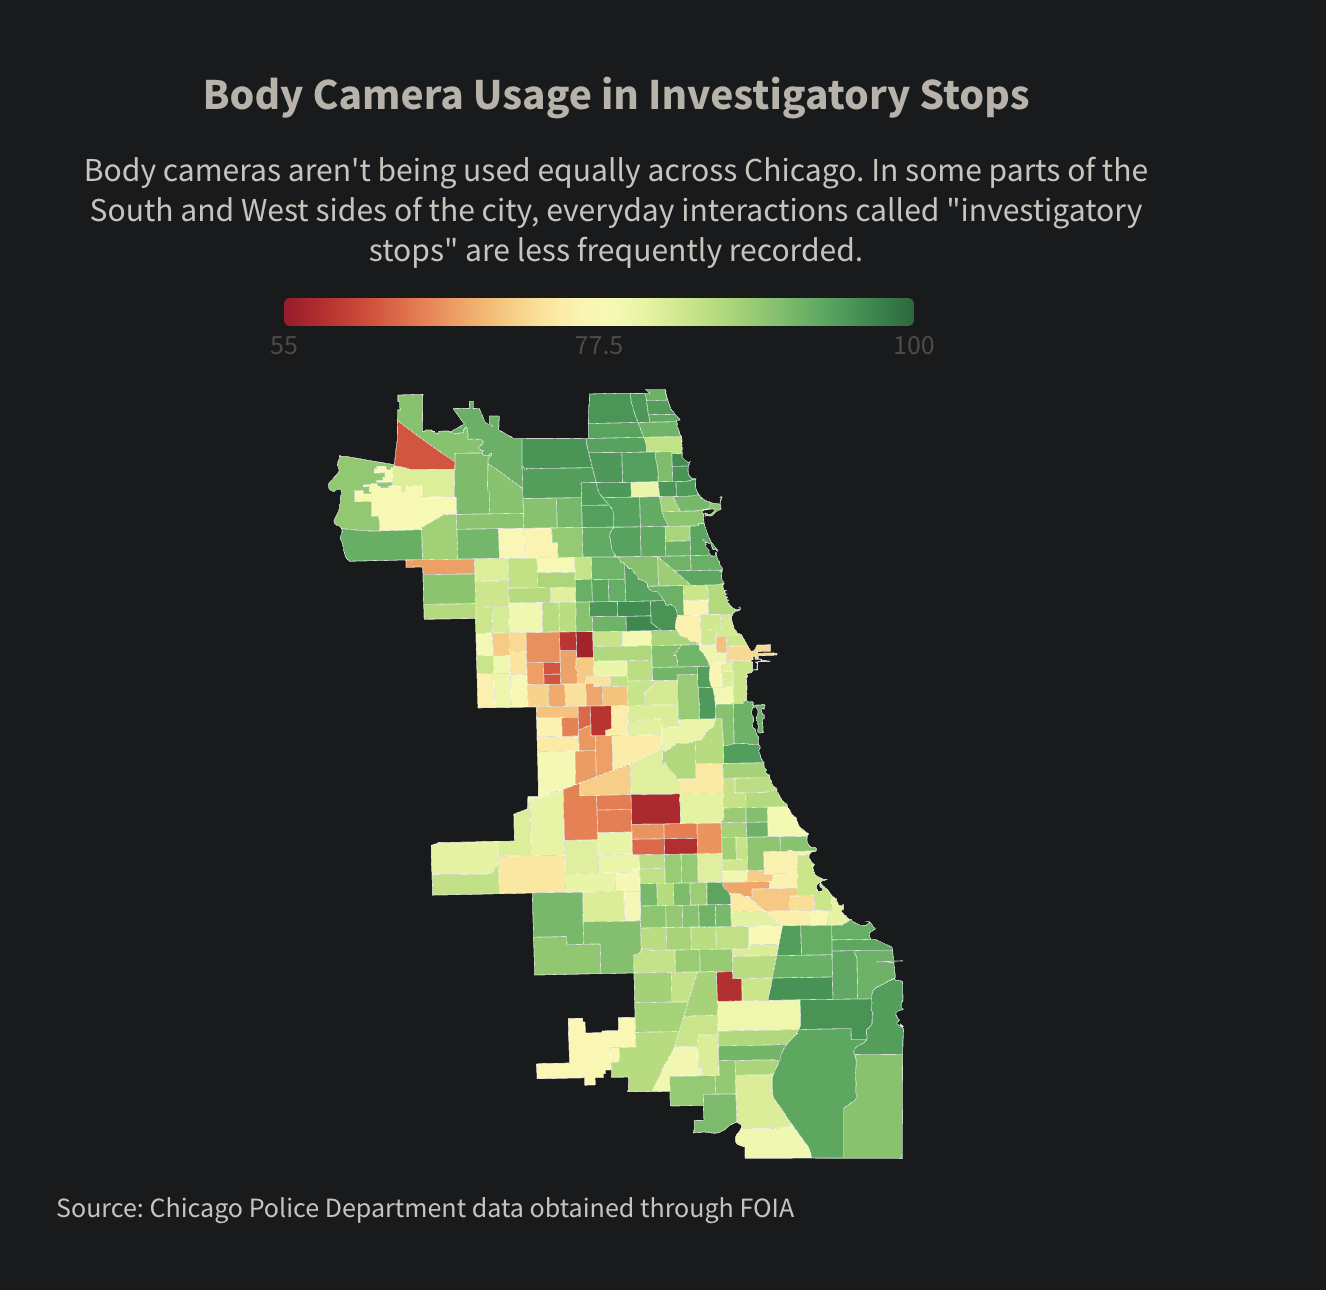 Body Camera Usage in Investigatory Stops
Body cameras aren't being used equally across Chicago. In some parts of the
South and West sides of the city, everyday interactions called "investigatory
stops" are less frequently recorded.
55 77.5 100
Source: Chicago Police Department data obtained through FOIA